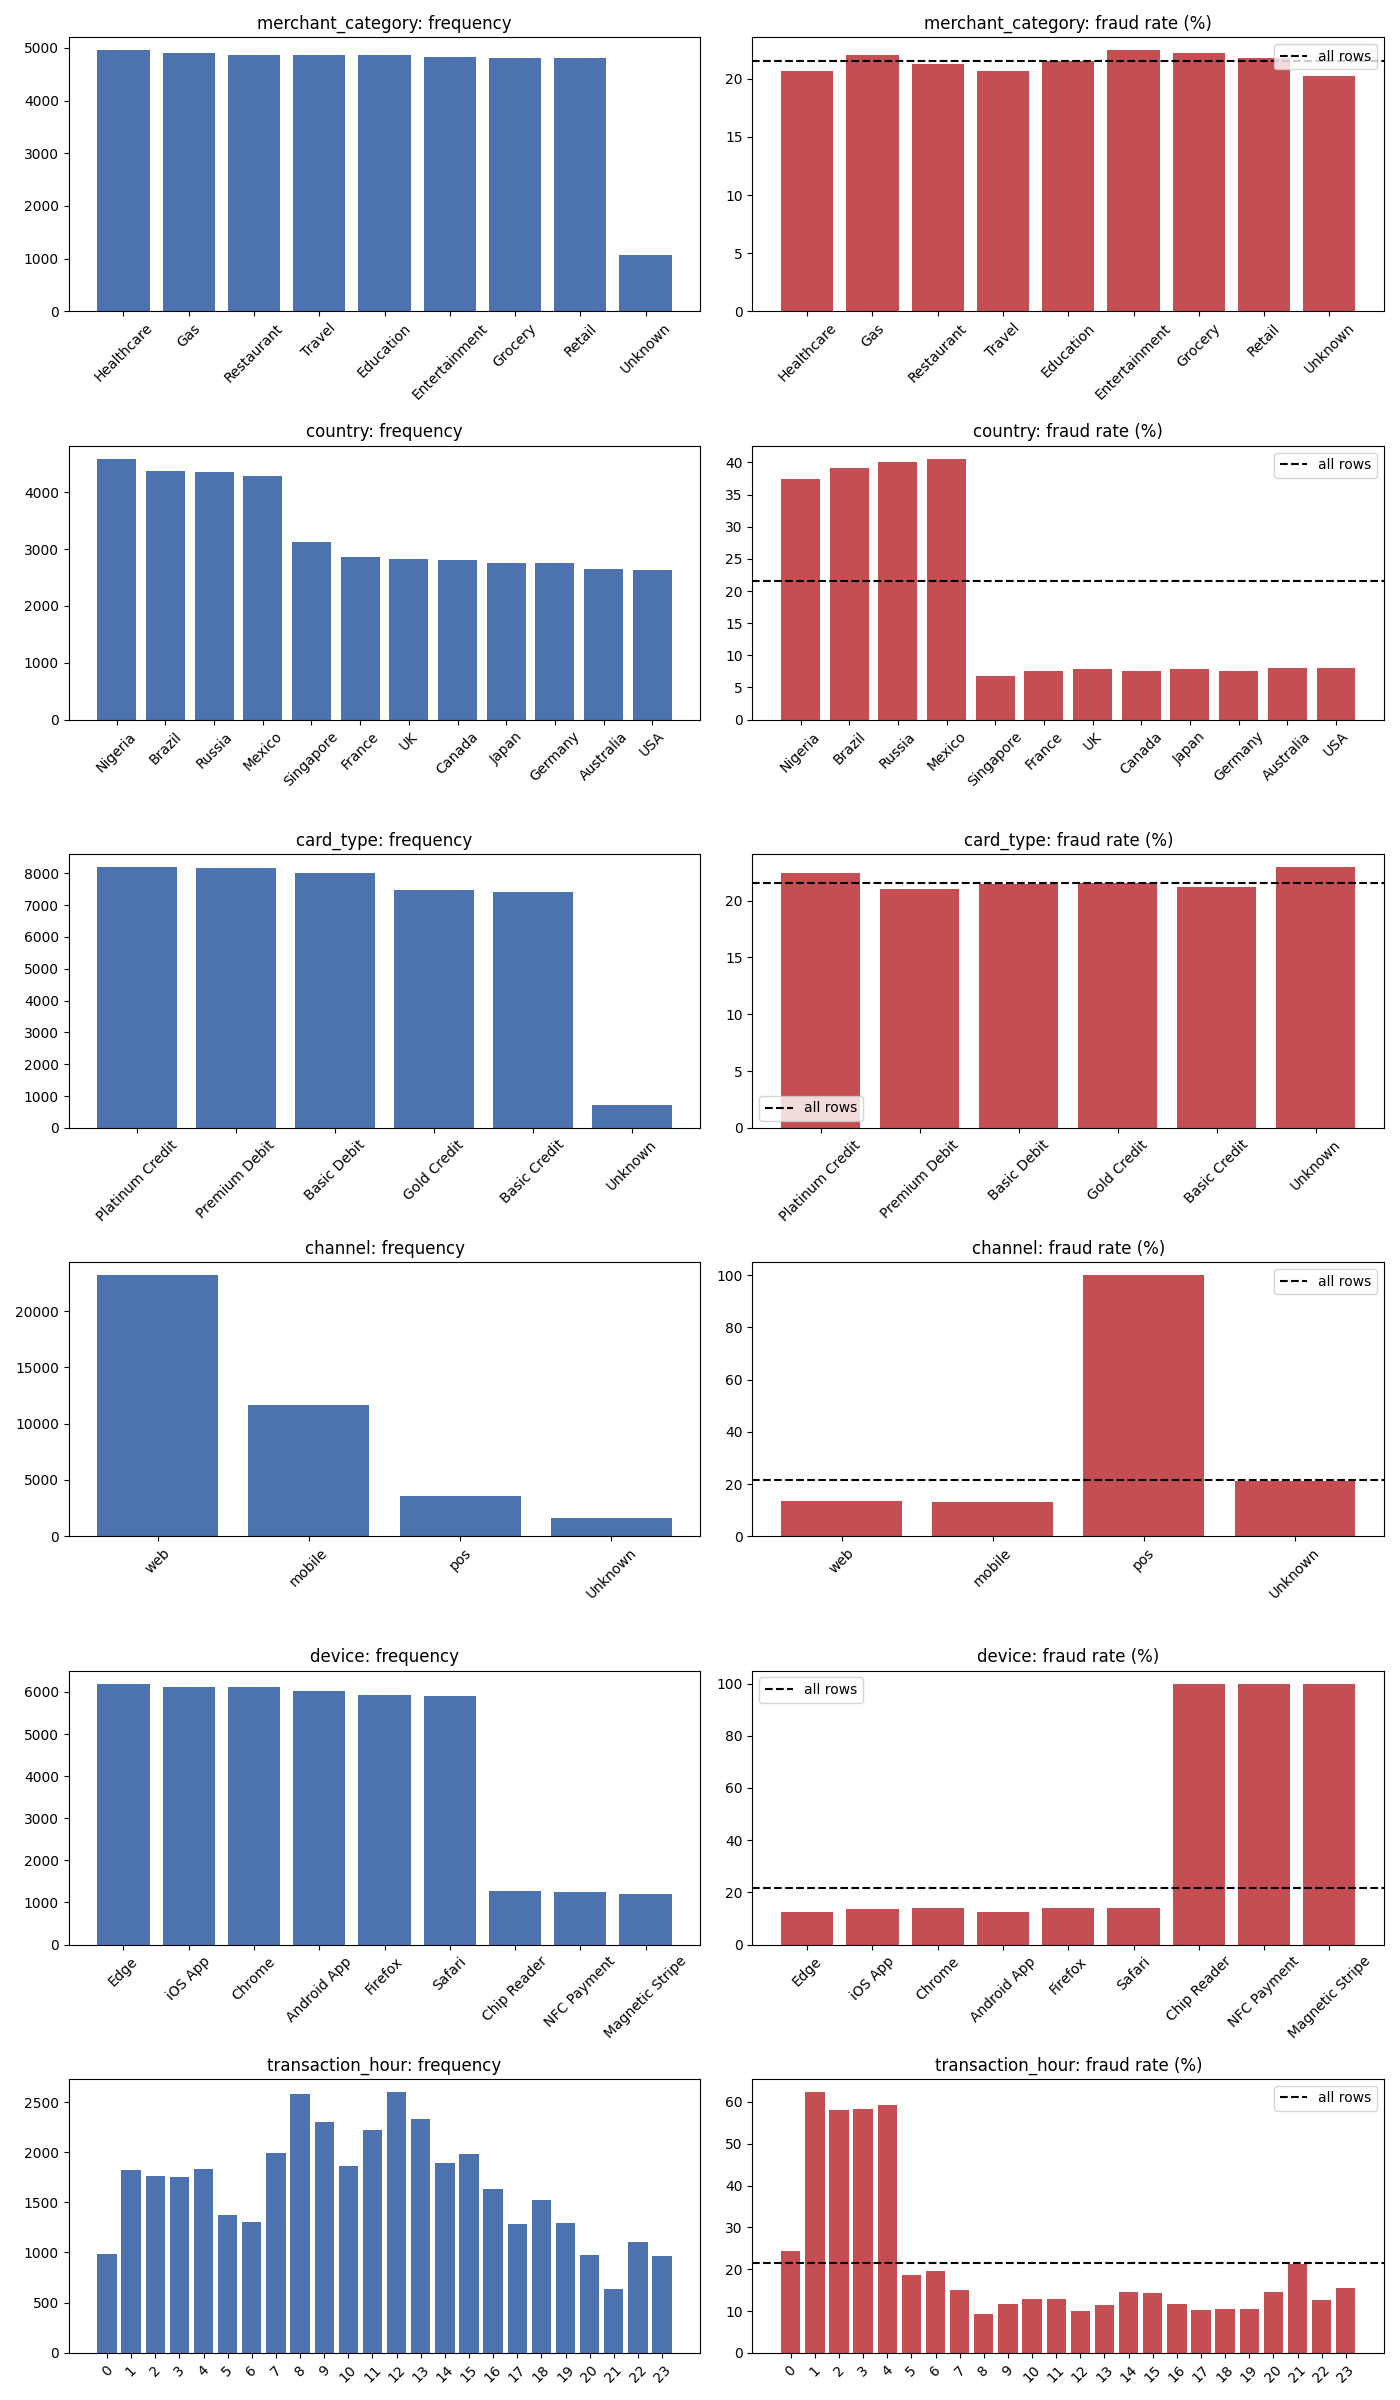 merchant_category: frequency
5000
4000
3000
2000
1000
0
Healthcare
Gas
Restaurant
Travel
Education
Entertainment
Grocery
Retail
Unknown
merchant_category: fraud rate (%)
all rows
20
15
10
5
0
Healthcare
Gas
Restaurant
Travel
Education
Entertainment
Grocery
Retail
Unknown
country: frequency
4000
3000
2000
1000
0
Nigeria
Brazil
Russia
Mexico
Singapore
France
UK
Canada
Japan
Germany
Australia
USA
country: fraud rate (%)
all rows
40
35
30
25
20
15
10
5
0
Nigeria
Brazil
Russia
Mexico
Singapore
France
UK
Canada
Japan
Germany
Australia
USA
card_type: frequency
8000
7000
6000
5000
4000
3000
2000
1000
0
Platinum Credit
Premium Debit
Basic Debit
Gold Credit
Basic Credit
Unknown
card_type: fraud rate (%)
20
15
10
5
0
all rows
Platinum Credit
Premium Debit
Basic Debit
Gold Credit
Basic Credit
Unknown
channel: frequency
20000
15000
10000
5000
0
web
mobile
pos
Unknown
channel: fraud rate (%)
all rows
100
80
60
40
20
0
web
mobile
pos
Unknown
device: frequency
6000
5000
4000
3000
2000
1000
0
Edge
iOS App
Chrome
Android App
Firefox
Safari
Chip Reader
NFC Payment
Magnetic Stripe
device: fraud rate (%)
all rows
100
80
60
40
20
0
Edge
iOS App
Chrome
Android App
Firefox
Safari
Chip Reader
NFC Payment
Magnetic Stripe
transaction_hour: frequency
2500
2000
1500
1000
500
0
0
1
2
3
4
5
6
7
8
9
10
11
12
13
14
15
16
17
18
19
20
21
22
23
transaction_hour: fraud rate (%)
all rows
60
50
40
30
20
10
0
0
1
2
3
4
5
6
7
8
9
10
11
12
13
14
15
16
17
18
19
20
21
22
23